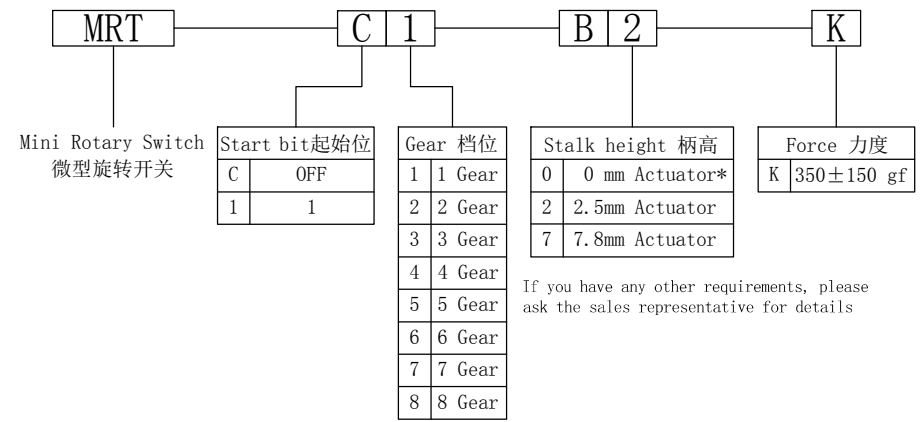 MRT C 1 B 2 K
Mini Rotary Switch
微型旋转开关
Start bit起始位
C OFF
1 1
Gear 档位
1 1 Gear
2 2 Gear
3 3 Gear
4 4 Gear
5 5 Gear
6 6 Gear
7 7 Gear
8 8 Gear
Stalk height 柄高
0 0 mm Actuator*
2 2.5mm Actuator
7 7.8mm Actuator
If you have any other requirements, please
ask the sales representative for details
Force 力度
K 350±150 gf